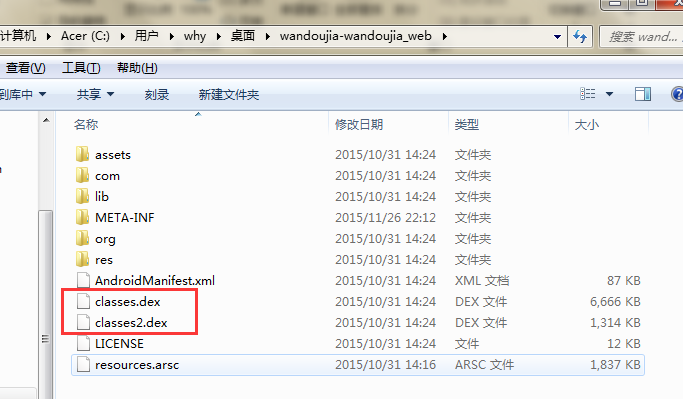 计算机 ▸ Acer (C:) ▸ 用户 ▸ why ▸ 桌面 ▸ wandoujia-wandoujia_web ▸ 搜索 wand...
查看(V) 工具(T) 帮助(H)
到库中 共享 刻录 新建文件夹
名称 修改日期 类型 大小
assets 2015/10/31 14:24 文件夹
com 2015/10/31 14:24 文件夹
lib 2015/10/31 14:24 文件夹
META-INF 2015/11/26 22:12 文件夹
org 2015/10/31 14:24 文件夹
res 2015/10/31 14:24 文件夹
AndroidManifest.xml 2015/10/31 14:24 XML 文档 87 KB
classes.dex 2015/10/31 14:24 DEX 文件 6,666 KB
classes2.dex 2015/10/31 14:24 DEX 文件 1,314 KB
LICENSE 2015/10/31 14:24 文件 12 KB
resources.arsc 2015/10/31 14:16 ARSC 文件 1,837 KB